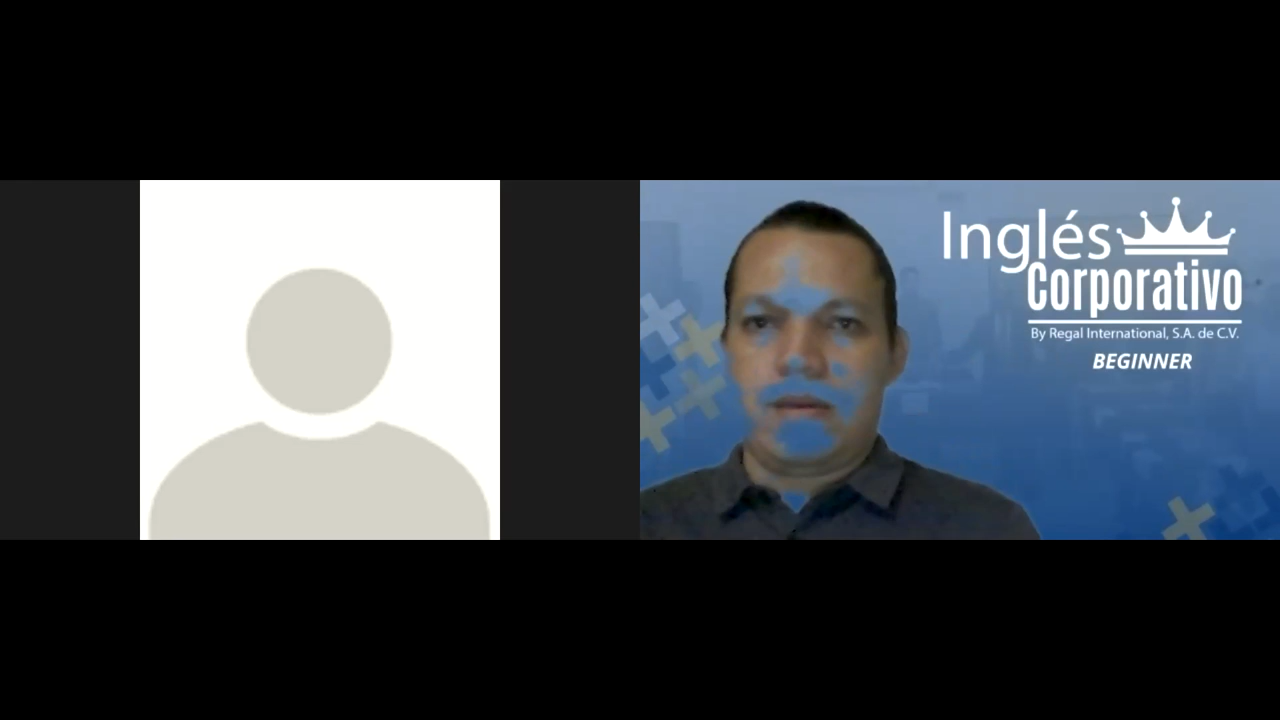 Inglés
Corporativo
By Regal International, S.A. de C.V.
BEGINNER